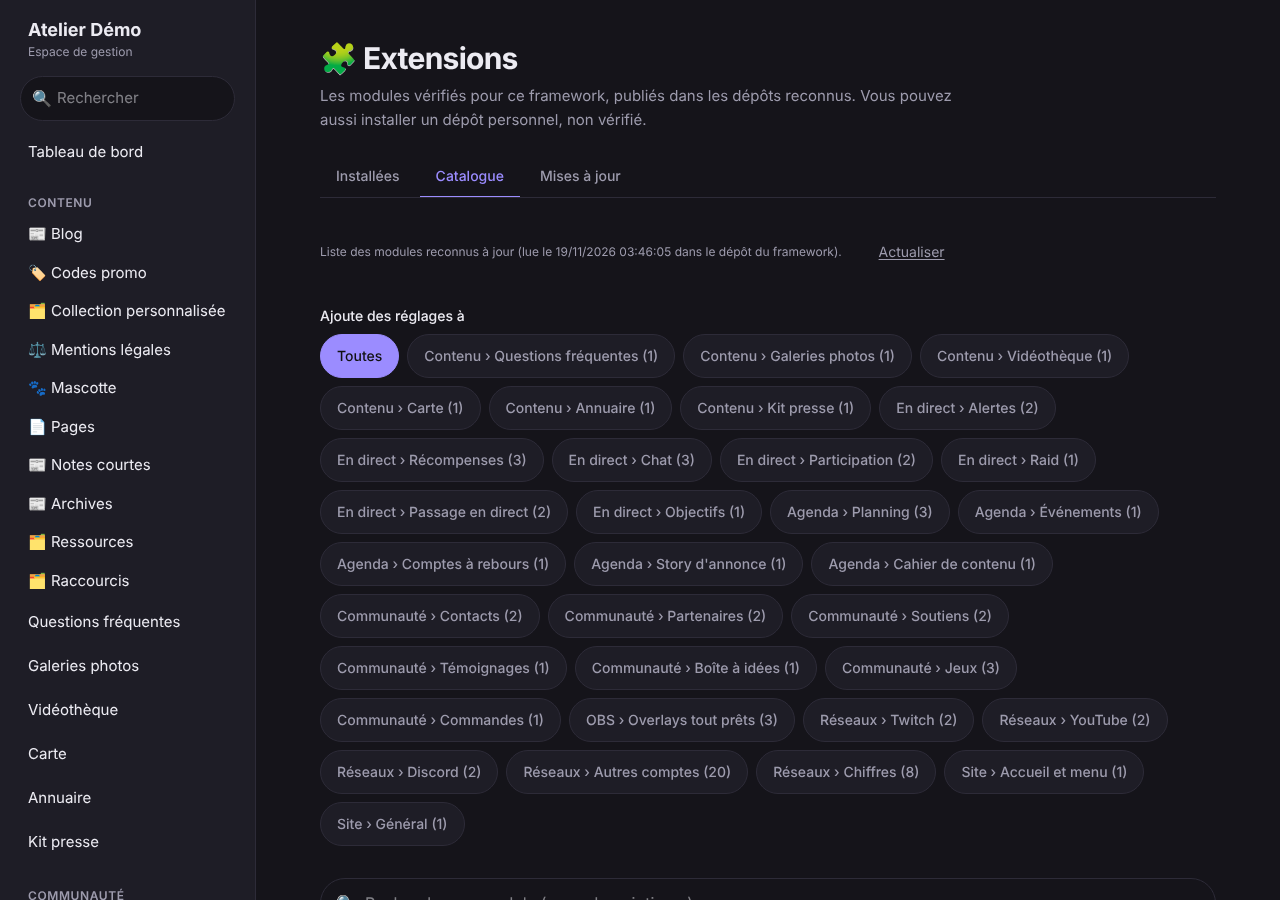 Atelier Démo
Espace de gestion
Rechercher
Tableau de bord
CONTENU
Blog
Codes promo
Collection personnalisée
Mentions légales
Mascotte
Pages
Notes courtes
Archives
Ressources
Raccourcis
Questions fréquentes
Galeries photos
Vidéothèque
Carte
Annuaire
Kit presse
COMMUNAUTÉ
Extensions
Les modules vérifiés pour ce framework, publiés dans les dépôts reconnus. Vous pouvez
aussi installer un dépôt personnel, non vérifié.
Installées Catalogue Mises à jour
Liste des modules reconnus à jour (lue le 19/11/2026 03:46:05 dans le dépôt du framework). Actualiser
Ajoute des réglages à
Toutes Contenu › Questions fréquentes (1) Contenu › Galeries photos (1) Contenu › Vidéothèque (1)
Contenu › Carte (1) Contenu › Annuaire (1) Contenu › Kit presse (1) En direct › Alertes (2)
En direct › Récompenses (3) En direct › Chat (3) En direct › Participation (2) En direct › Raid (1)
En direct › Passage en direct (2) En direct › Objectifs (1) Agenda › Planning (3) Agenda › Événements (1)
Agenda › Comptes à rebours (1) Agenda › Story d'annonce (1) Agenda › Cahier de contenu (1)
Communauté › Contacts (2) Communauté › Partenaires (2) Communauté › Soutiens (2)
Communauté › Témoignages (1) Communauté › Boîte à idées (1) Communauté › Jeux (3)
Communauté › Commandes (1) OBS › Overlays tout prêts (3) Réseaux › Twitch (2) Réseaux › YouTube (2)
Réseaux › Discord (2) Réseaux › Autres comptes (20) Réseaux › Chiffres (8) Site › Accueil et menu (1)
Site › Général (1)